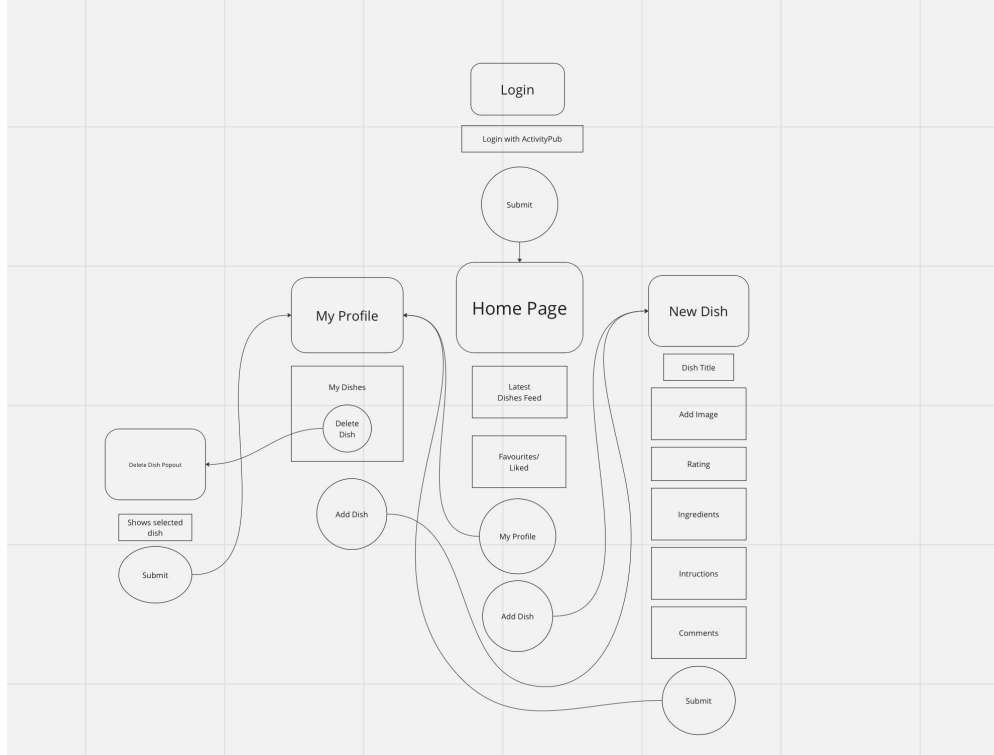 Login
Login with ActivityPub
Submit
My Profile
Home Page
New Dish
My Dishes
Delete
Dish
Add Dish
Delete Dish Popout
Shows selected
dish
Submit
Latest
Dishes Feed
Favourites/
Liked
My Profile
Add Dish
Dish Title
Add Image
Rating
Ingredients
Intructions
Comments
Submit